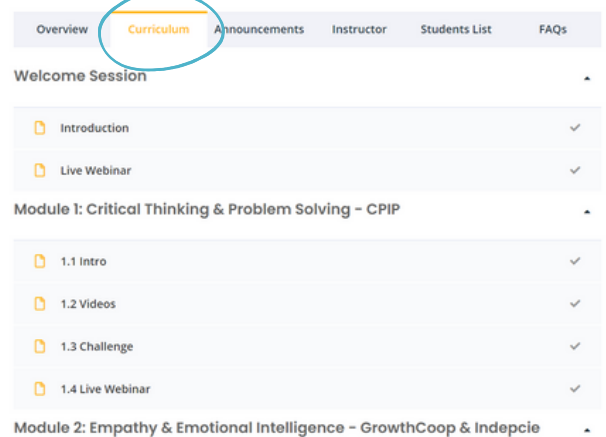 Overview Curriculum Announcements Instructor Students List FAQs
Welcome Session
Introduction
Live Webinar
Module 1: Critical Thinking & Problem Solving - CPIP
1.1 Intro
1.2 Videos
1.3 Challenge
1.4 Live Webinar
Module 2: Empathy & Emotional Intelligence - GrowthCoop & Indepcie